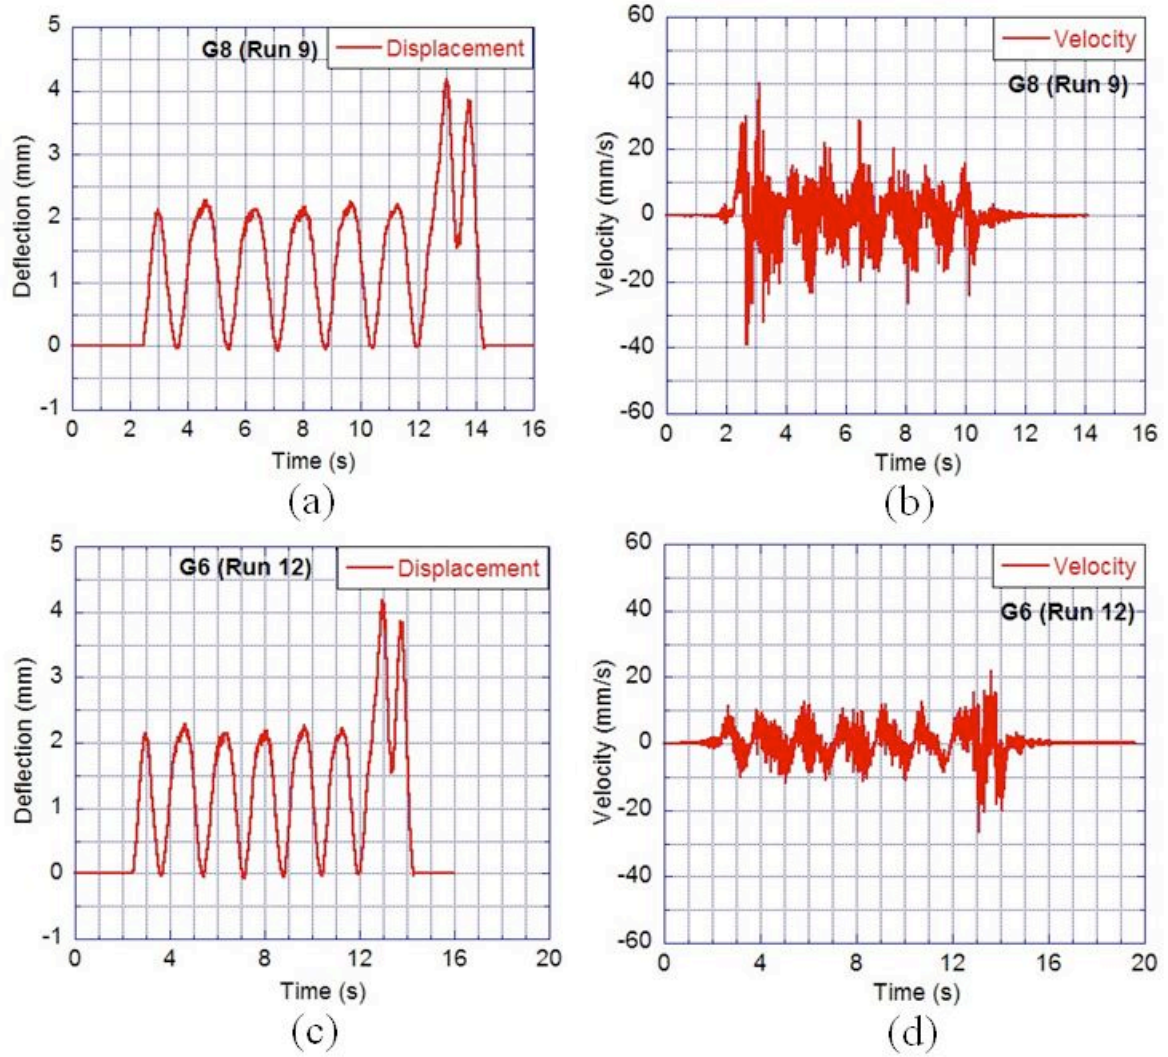 G8 (Run 9)
Displacement
5
4
3
2
1
0
-1
Deflection (mm)
0 2 4 6 8 10 12 14 16
Time (s)
(a)
Velocity
G8 (Run 9)
60
40
20
0
-20
-40
-60
Velocity (mm/s)
0 2 4 6 8 10 12 14 16
Time (s)
(b)
G6 (Run 12)
Displacement
5
4
3
2
1
0
-1
Deflection (mm)
0 4 8 12 16 20
Time (s)
(c)
Velocity
G6 (Run 12)
60
40
20
0
-20
-40
-60
Velocity (mm/s)
0 4 8 12 16 20
Time (s)
(d)